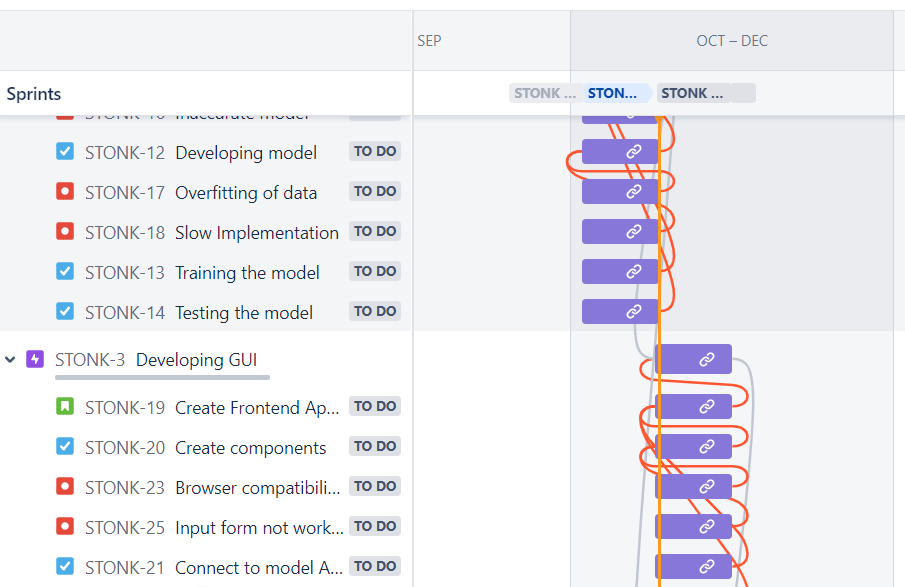 SEP
OCT – DEC
Sprints
STONK ...
STON...
STONK ...
STONK-12 Developing model TO DO
STONK-17 Overfitting of data TO DO
STONK-18 Slow Implementation TO DO
STONK-13 Training the model TO DO
STONK-14 Testing the model TO DO
STONK-3 Developing GUI
STONK-19 Create Frontend Ap... TO DO
STONK-20 Create components TO DO
STONK-23 Browser compatibili... TO DO
STONK-25 Input form not work... TO DO
STONK-21 Connect to model A... TO DO